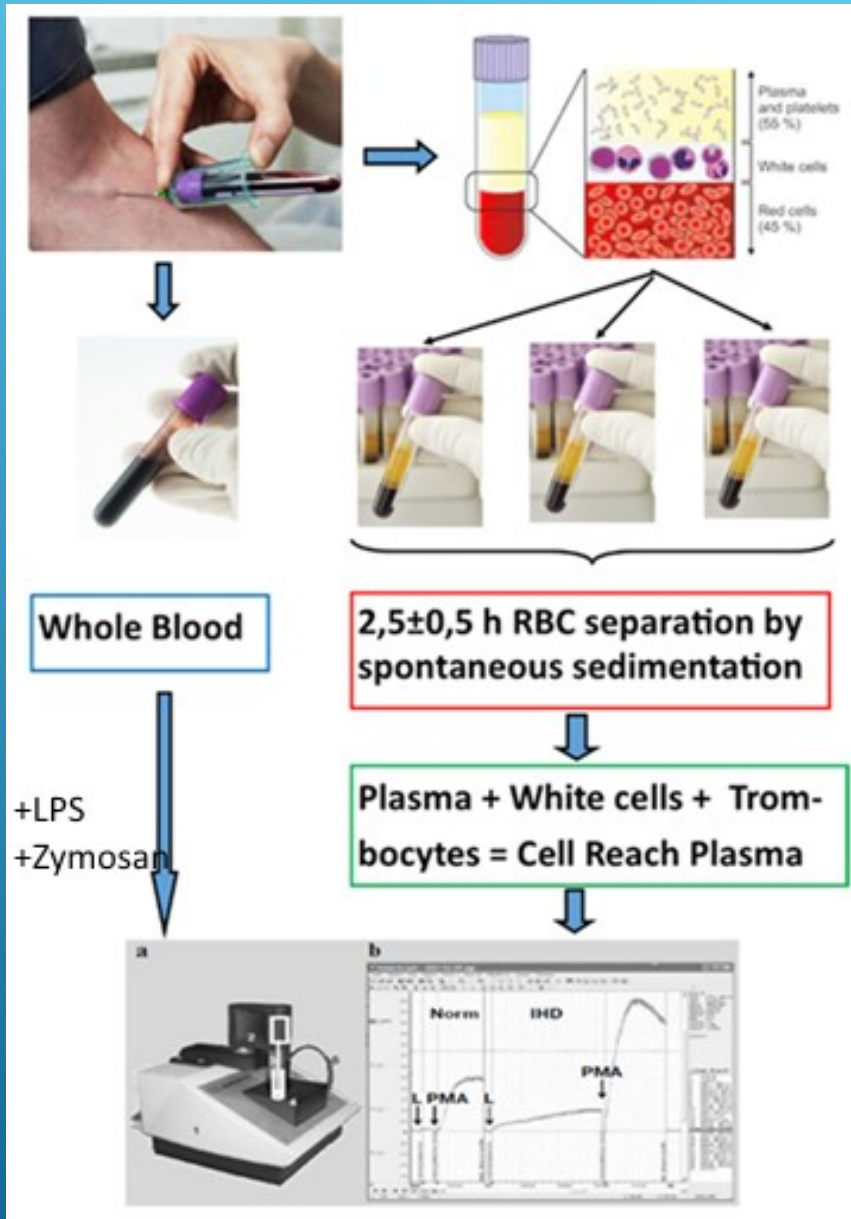 Plasma
and platelets
(55 %)
White cells
Red cells
(45 %)
Whole Blood
2,5±0,5 h RBC separation by
spontaneous sedimentation
+LPS
+Zymosan
Plasma + White cells + Trom-
bocytes = Cell Reach Plasma
a
b
Norm
IHD
PMA
L PMA L